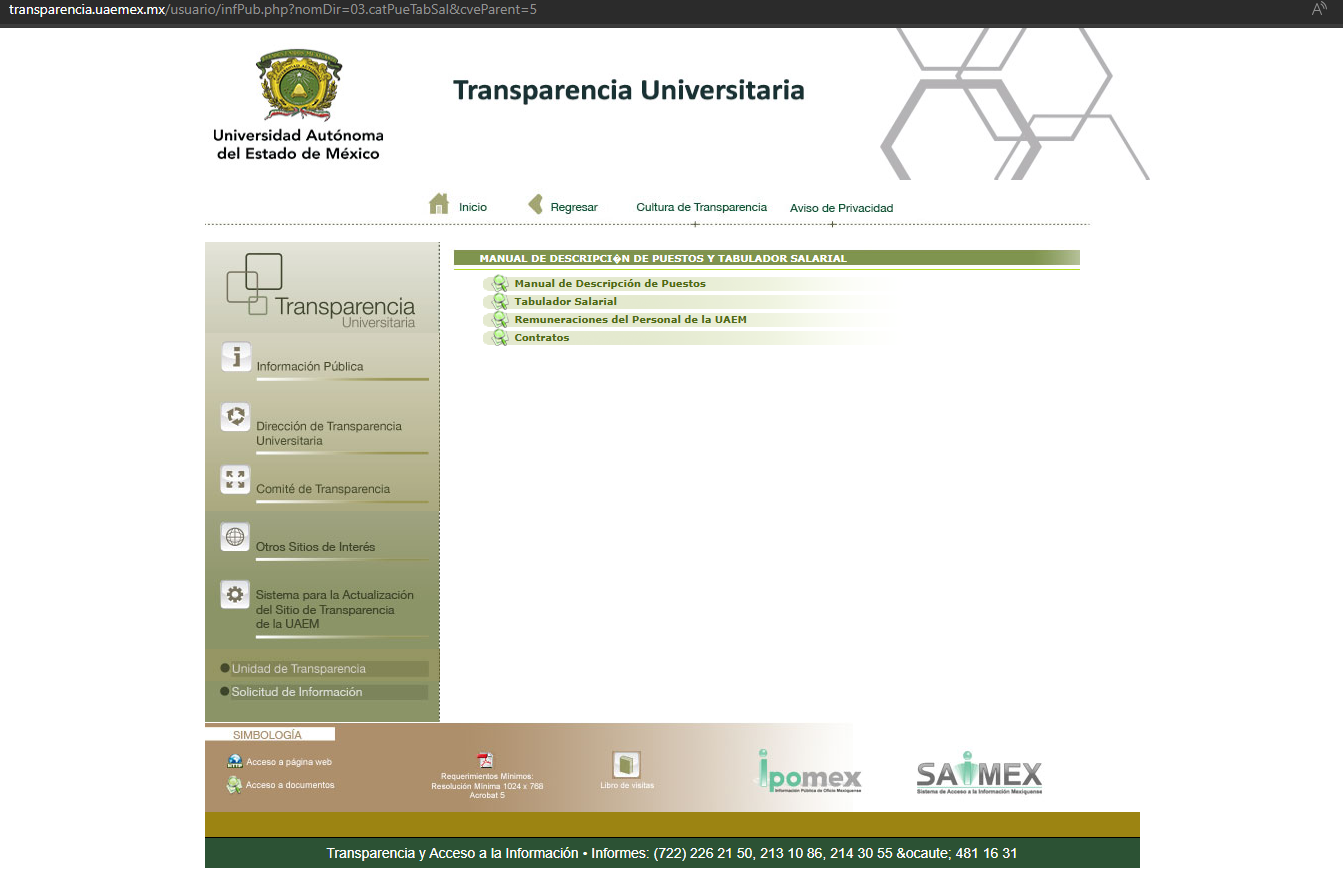 transparencia.uaemex.mx/usuario/infPub.php?nomDir=03.catPueTabSal&cveParent=5
Universidad Autónoma
del Estado de México
Transparencia Universitaria
Inicio
Regresar
Cultura de Transparencia
Aviso de Privacidad
Transparencia
Universitaria
Información Pública
Dirección de Transparencia
Universitaria
Comité de Transparencia
Otros Sitios de Interés
Sistema para la Actualización
del Sitio de Transparencia
de la UAEM
Unidad de Transparencia
Solicitud de Información
MANUAL DE DESCRIPCI�N DE PUESTOS Y TABULADOR SALARIAL
Manual de Descripción de Puestos
Tabulador Salarial
Remuneraciones del Personal de la UAEM
Contratos
SIMBOLOGÍA
Acceso a página web
Acceso a documentos
Requerimientos Mínimos:
Resolución Mínima 1024 x 768
Acrobat 5
Libro de visitas
ipomex
Información Pública de Oficio Mexiquense
SAIMEX
Sistema de Acceso a la Información Mexiquense
Transparencia y Acceso a la Información • Informes: (722) 226 21 50, 213 10 86, 214 30 55 &ocaute; 481 16 31